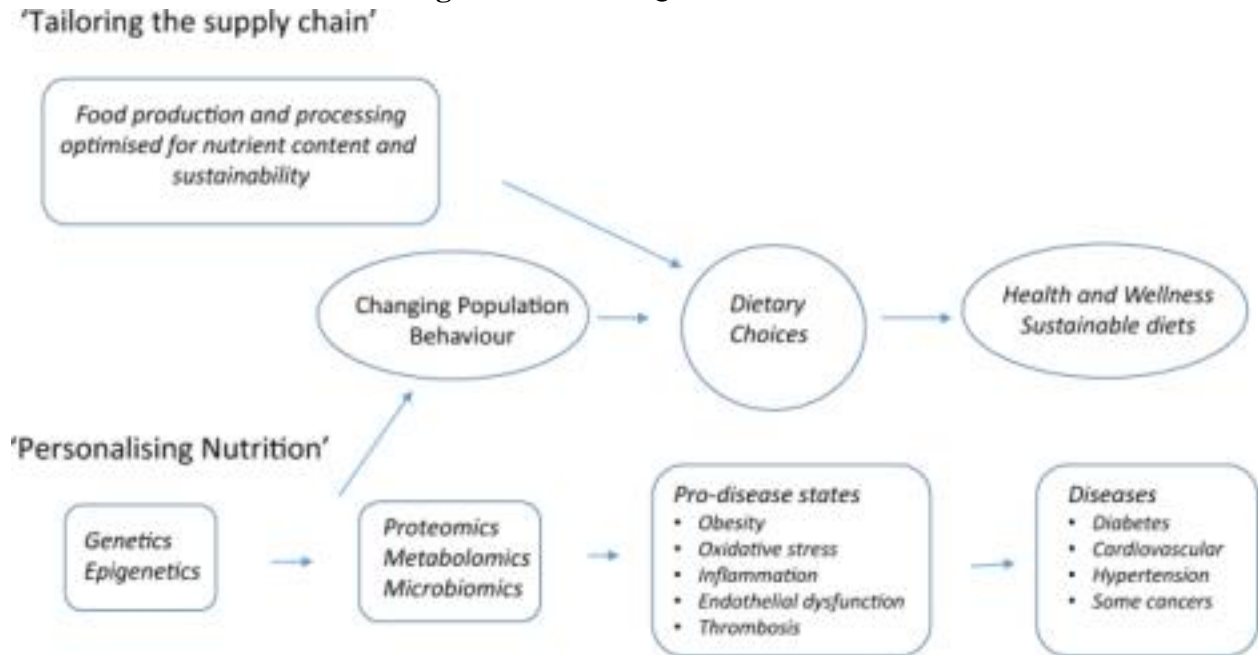 'Tailoring the supply chain'
Food production and processing
optimised for nutrient content and
sustainability
Changing Population
Behaviour
Dietary
Choices
Health and Wellness
Sustainable diets
'Personalising Nutrition'
Genetics
Epigenetics
Proteomics
Metabolomics
Microbiomics
Pro-disease states
• Obesity
• Oxidative stress
• Inflammation
• Endothelial dysfunction
• Thrombosis
Diseases
• Diabetes
• Cardiovascular
• Hypertension
• Some cancers